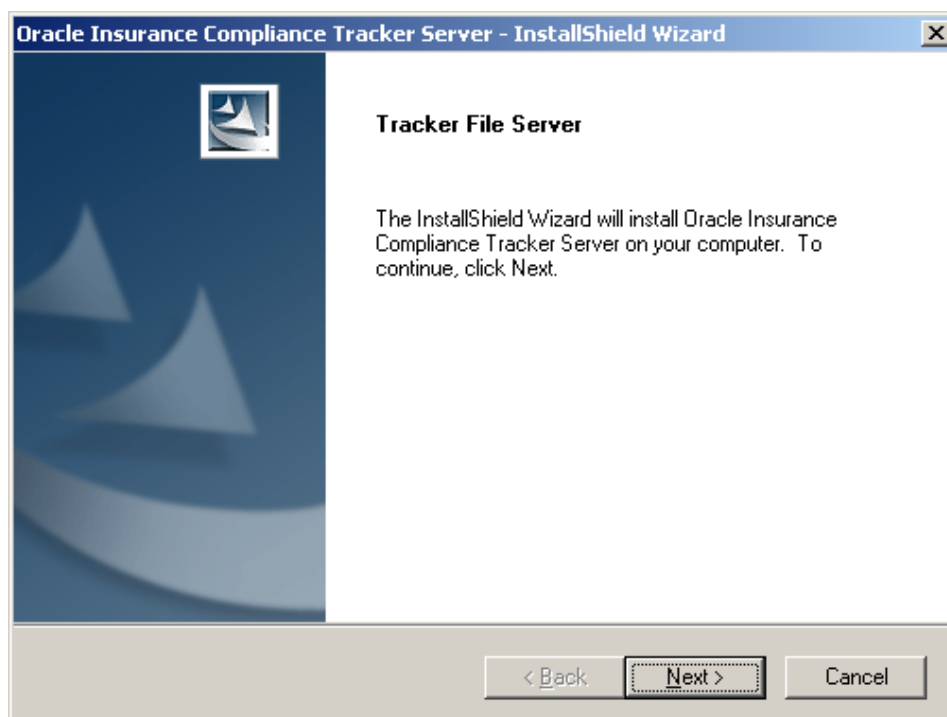 Oracle Insurance Compliance Tracker Server - InstallShield Wizard
Tracker File Server
The InstallShield Wizard will install Oracle Insurance
Compliance Tracker Server on your computer.  To
continue, click Next.
< Back
Next >
Cancel